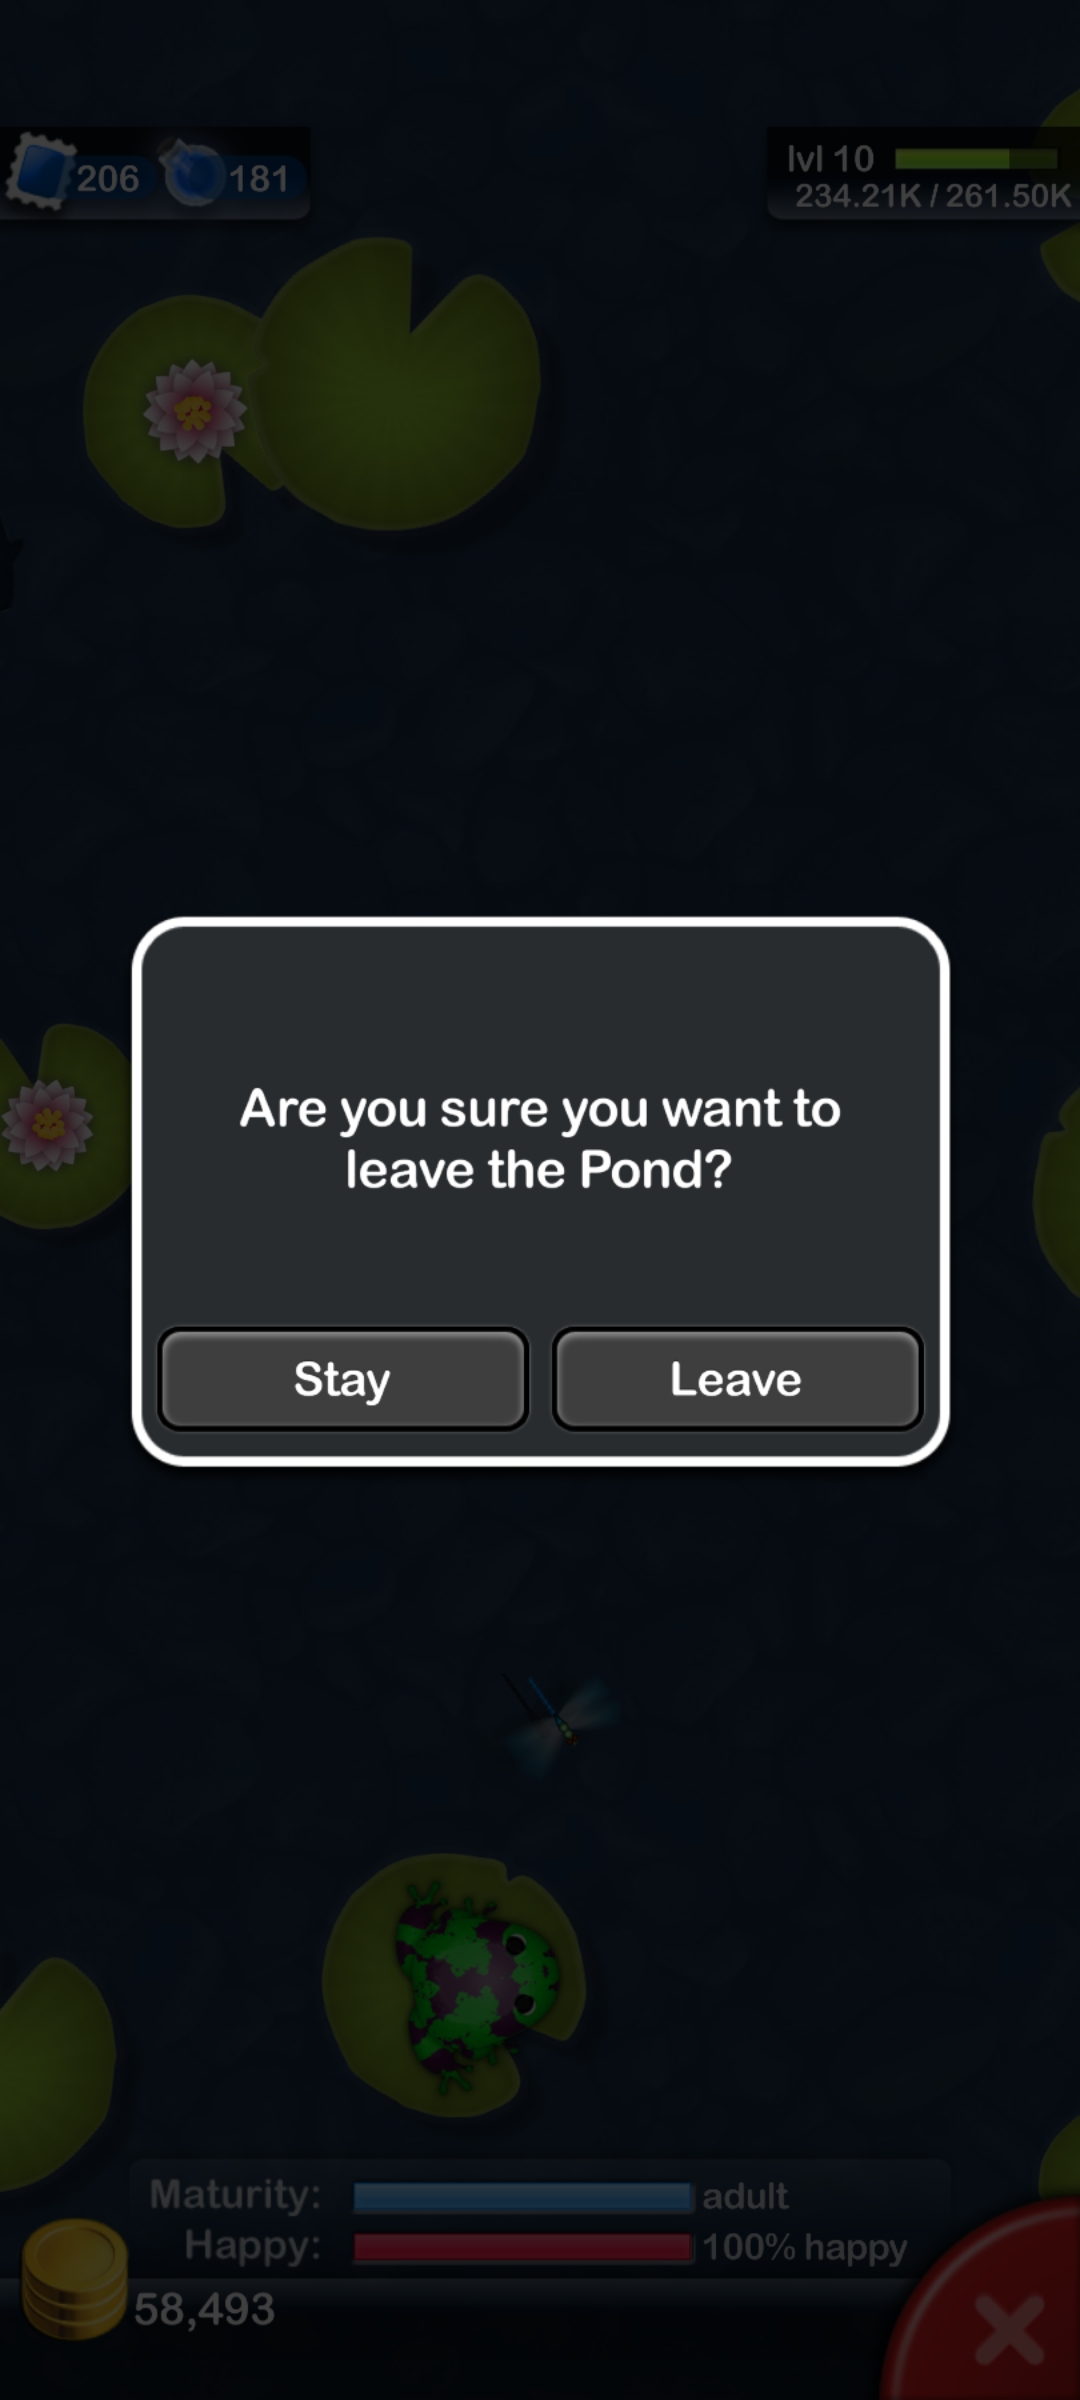 206 181
lvl 10
234.21K / 261.50K
Are you sure you want to
leave the Pond?
Stay Leave
Maturity: adult
Happy: 100% happy
58,493